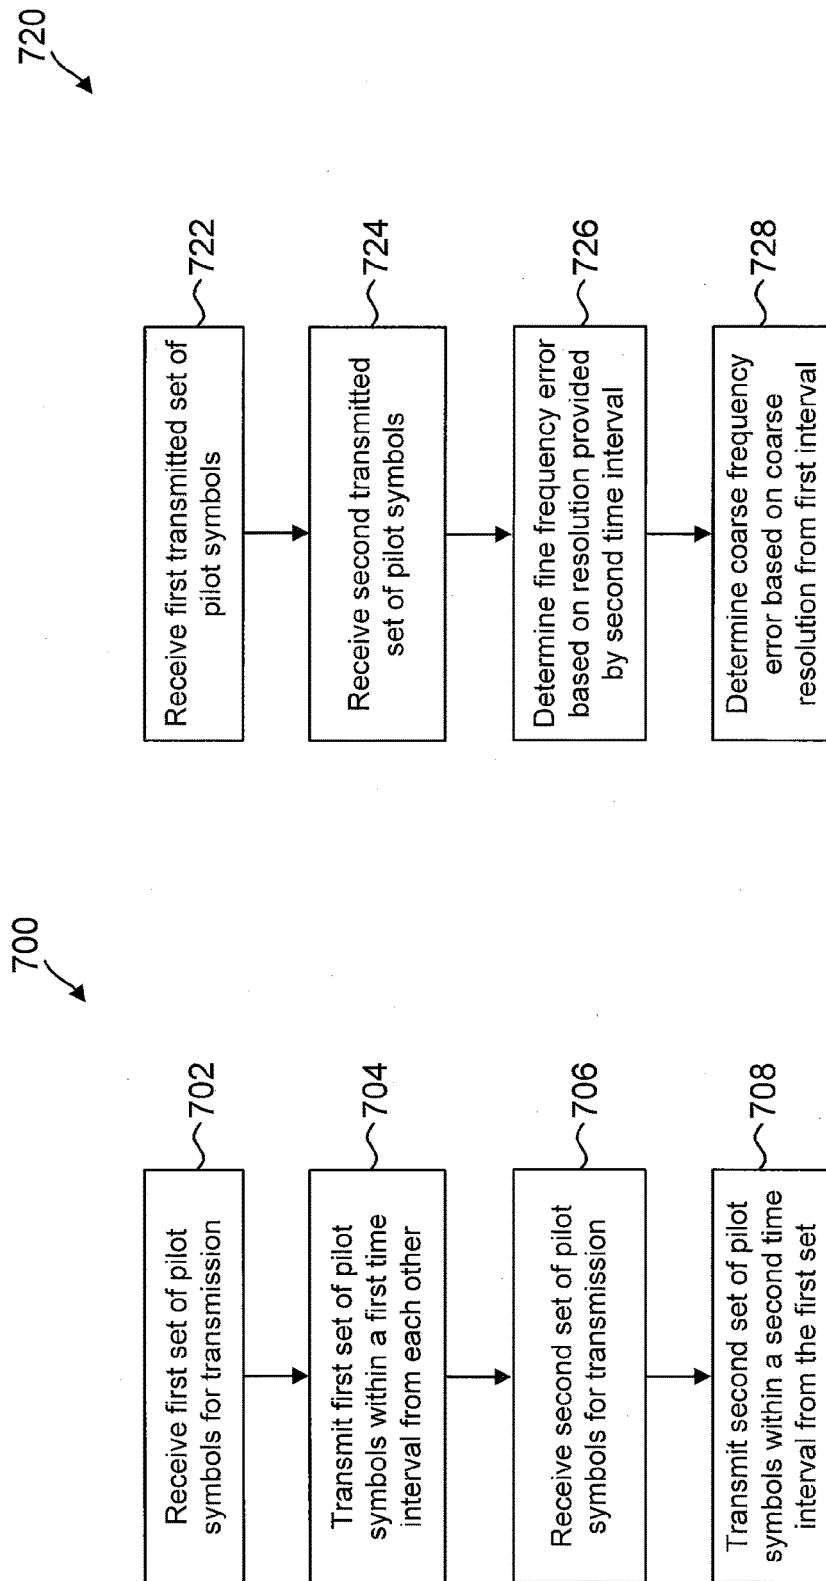 700
Receive first set of pilot
symbols for transmission
702
Transmit first set of pilot
symbols within a first time
interval from each other
704
Receive second set of pilot
symbols for transmission
706
Transmit second set of pilot
symbols within a second time
interval from the first set
708
720
Receive first transmitted set of
pilot symbols
722
Receive second transmitted
set of pilot symbols
724
Determine fine frequency error
based on resolution provided
by second time interval
726
Determine coarse frequency
error based on coarse
resolution from first interval
728